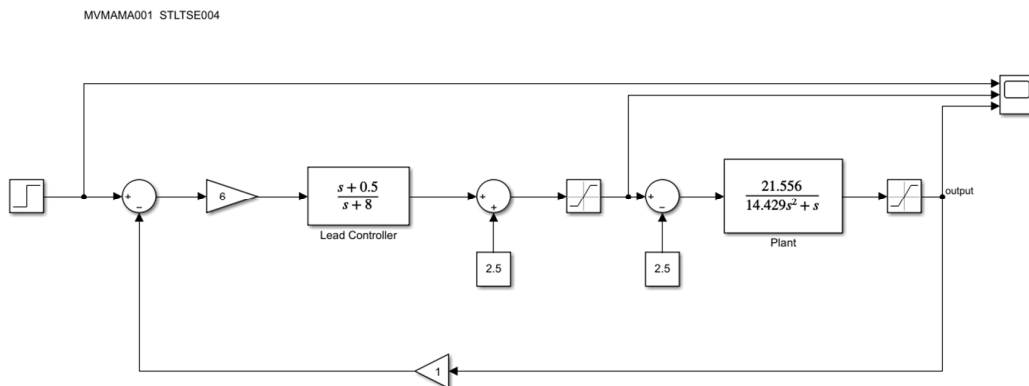 MVMAMA001 STLTSE004
+
−
6
s + 0.5
s + 8
Lead Controller
+
+
2.5
+
−
2.5
21.556
14.429s² + s
Plant
output
1